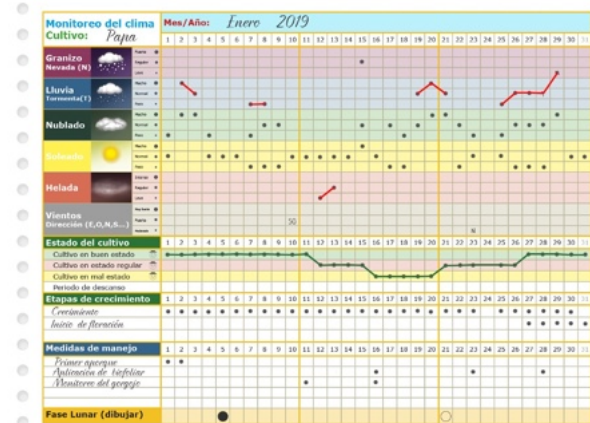 Monitoreo del clima Mes/Año: Enero 2019
Cultivo: Papa 1 2 3 4 5 6 7 8 9 10 11 12 13 14 15 16 17 18 19 20 21 22 23 24 25 26 27 28 29 30 31
Granizo
Nevada (N)
Lluvia
Tormenta(T)
Nublado
Soleado
Helada
Vientos
Dirección (E,O,N,S...)
Estado del cultivo 1 2 3 4 5 6 7 8 9 10 11 12 13 14 15 16 17 18 19 20 21 22 23 24 25 26 27 28 29 30 31
Cultivo en buen estado
Cultivo en estado regular
Cultivo en mal estado
Periodo de descanso
Etapas de crecimiento 1 2 3 4 5 6 7 8 9 10 11 12 13 14 15 16 17 18 19 20 21 22 23 24 25 26 27 28 29 30 31
Crecimiento
Inicio de floración
Medidas de manejo 1 2 3 4 5 6 7 8 9 10 11 12 13 14 15 16 17 18 19 20 21 22 23 24 25 26 27 28 29 30 31
Primer aporque
Aplicación de biofoliar
Monitoreo del gorgojo
Fase Lunar (dibujar)